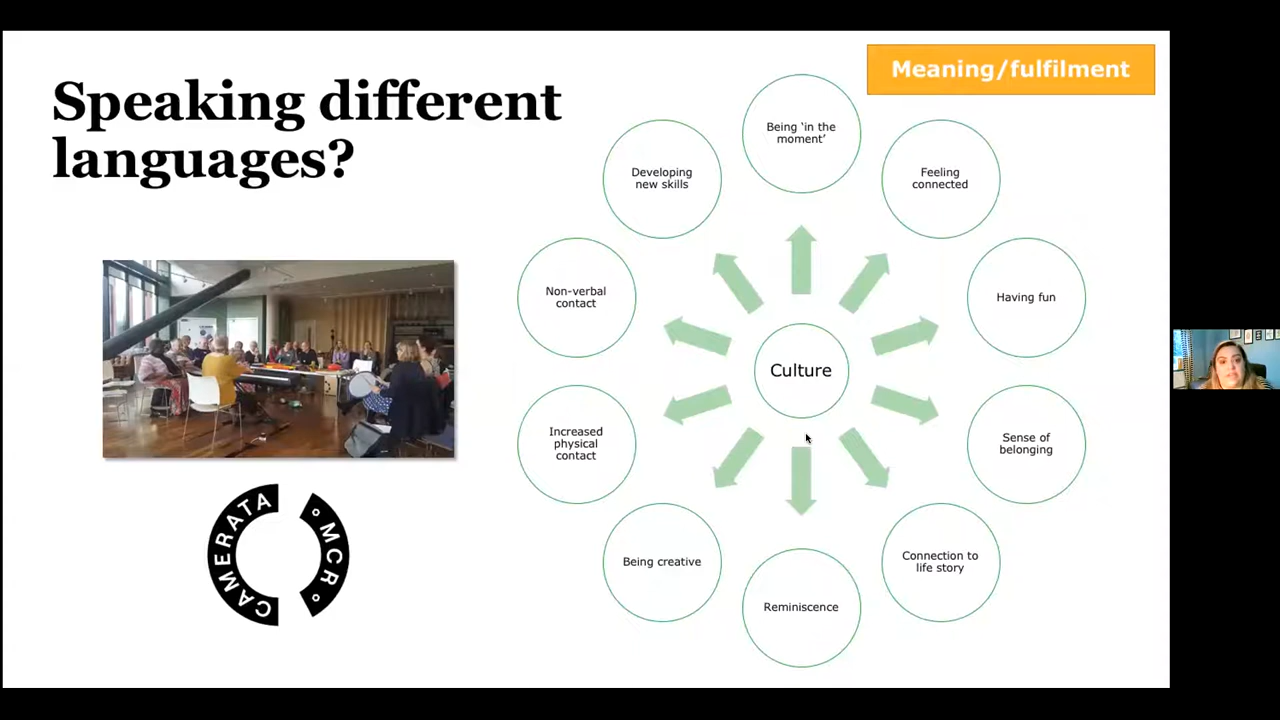 Speaking different
languages?
Meaning/fulfilment
Being ‘in the
moment’
Feeling
connected
Having fun
Sense of
belonging
Connection to
life story
Reminiscence
Being creative
Increased
physical
contact
Non-verbal
contact
Developing
new skills
Culture
CAMERATA
MCR